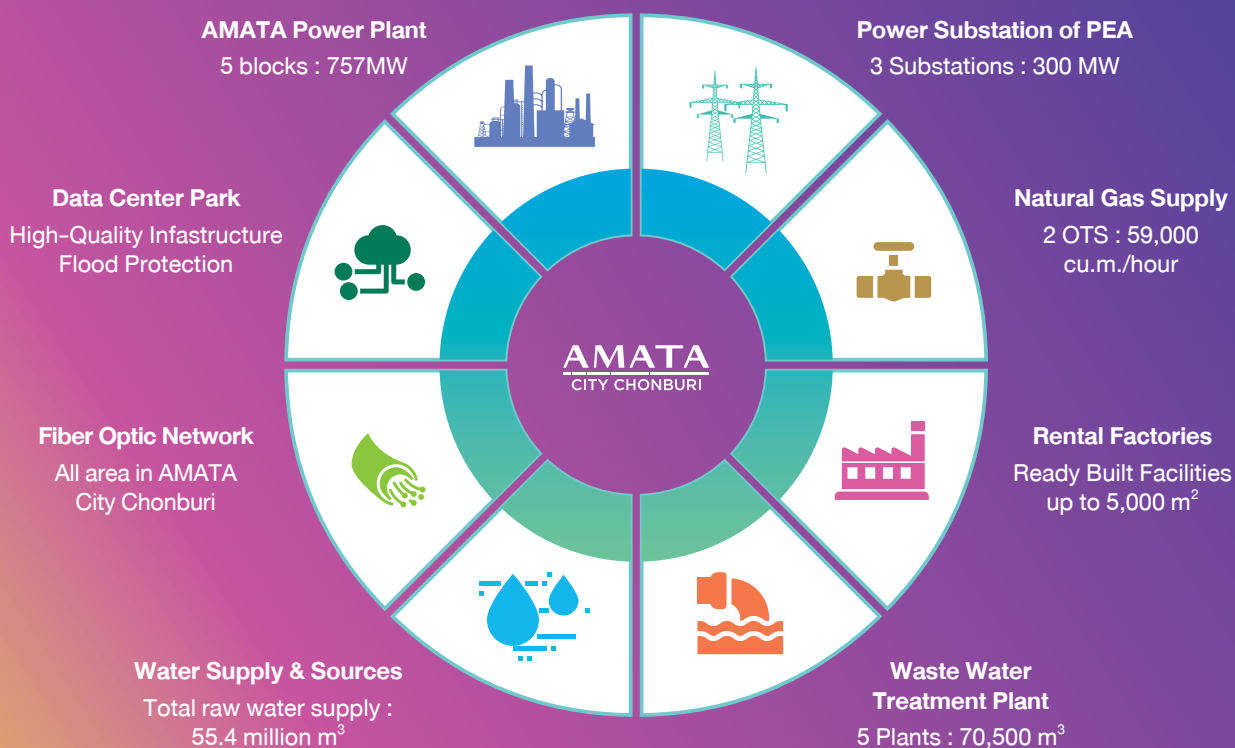 AMATA Power Plant
5 blocks : 757MW
Power Substation of PEA
3 Substations : 300 MW
Data Center Park
High-Quality Infastructure
Flood Protection
Natural Gas Supply
2 OTS : 59,000
cu.m./hour
AMATA
CITY CHONBURI
Fiber Optic Network
All area in AMATA
City Chonburi
Rental Factories
Ready Built Facilities
up to 5,000 m²
Water Supply & Sources
Total raw water supply :
55.4 million m³
Waste Water
Treatment Plant
5 Plants : 70,500 m³